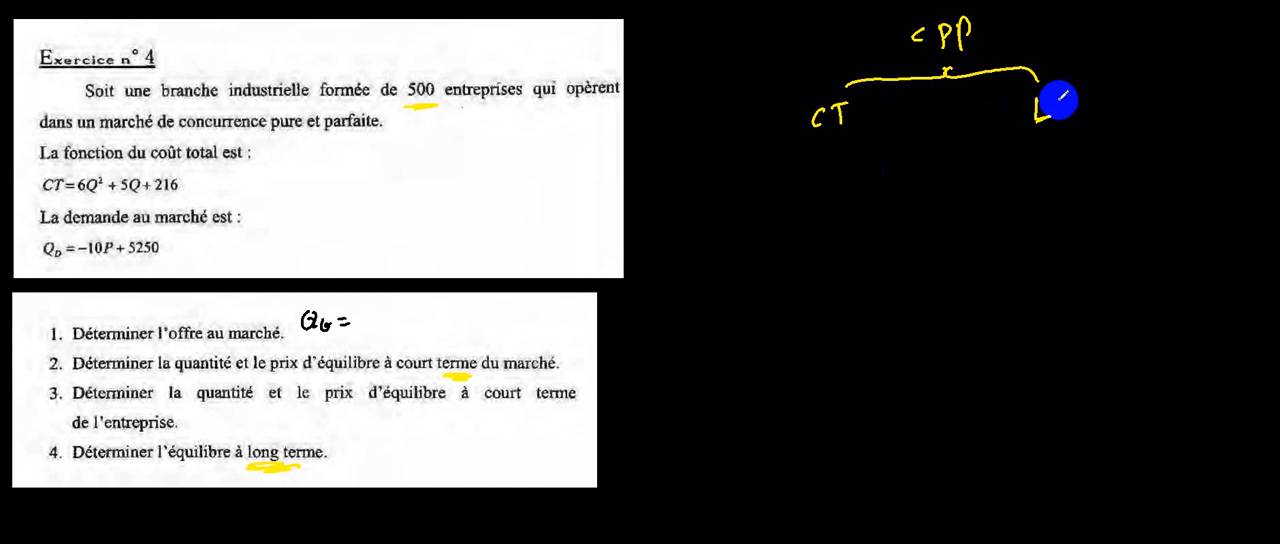 Exercice n° 4
Soit une branche industrielle formée de 500 entreprises qui opèrent
dans un marché de concurrence pure et parfaite.
La fonction du coût total est :
CT=6Q² + 5Q+216
La demande au marché est :
Q_D =-10P+5250
1. Déterminer l'offre au marché.
2. Déterminer la quantité et le prix d'équilibre à court terme du marché.
3. Déterminer la quantité et le prix d'équilibre à court terme
de l'entreprise.
4. Déterminer l'équilibre à long terme.
CPP
CT
L